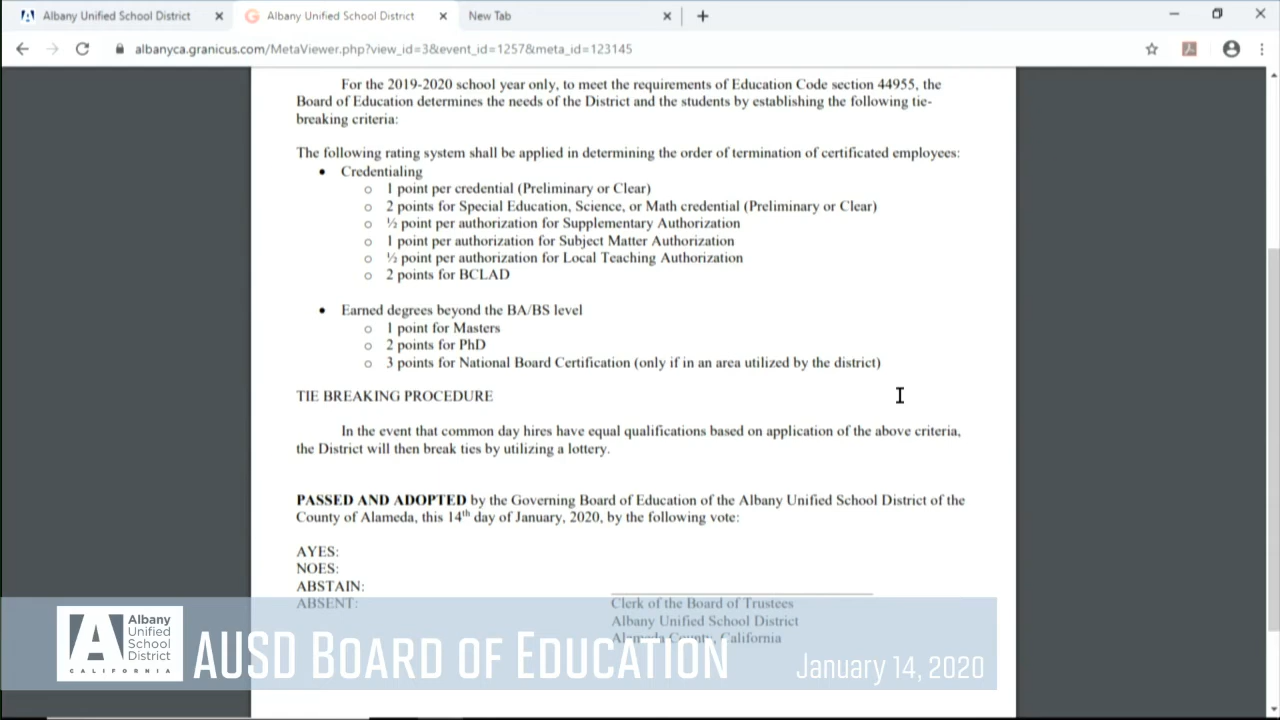 Albany Unified School District
Albany Unified School District
New Tab
albanyca.granicus.com/MetaViewer.php?view_id=3&event_id=1257&meta_id=123145
For the 2019-2020 school year only, to meet the requirements of Education Code section 44955, the
Board of Education determines the needs of the District and the students by establishing the following tie-
breaking criteria:
The following rating system shall be applied in determining the order of termination of certificated employees:
• Credentialing
o 1 point per credential (Preliminary or Clear)
o 2 points for Special Education, Science, or Math credential (Preliminary or Clear)
o ½ point per authorization for Supplementary Authorization
o 1 point per authorization for Subject Matter Authorization
o ½ point per authorization for Local Teaching Authorization
o 2 points for BCLAD
• Earned degrees beyond the BA/BS level
o 1 point for Masters
o 2 points for PhD
o 3 points for National Board Certification (only if in an area utilized by the district)
TIE BREAKING PROCEDURE
In the event that common day hires have equal qualifications based on application of the above criteria,
the District will then break ties by utilizing a lottery.
PASSED AND ADOPTED by the Governing Board of Education of the Albany Unified School District of the
County of Alameda, this 14th day of January, 2020, by the following vote:
AYES:
NOES:
ABSTAIN:
ABSENT:
Clerk of the Board of Trustees
Albany Unified School District
Alameda County, California
A
Albany
Unified
School
District
CALIFORNIA
AUSD Board of Education
January 14, 2020